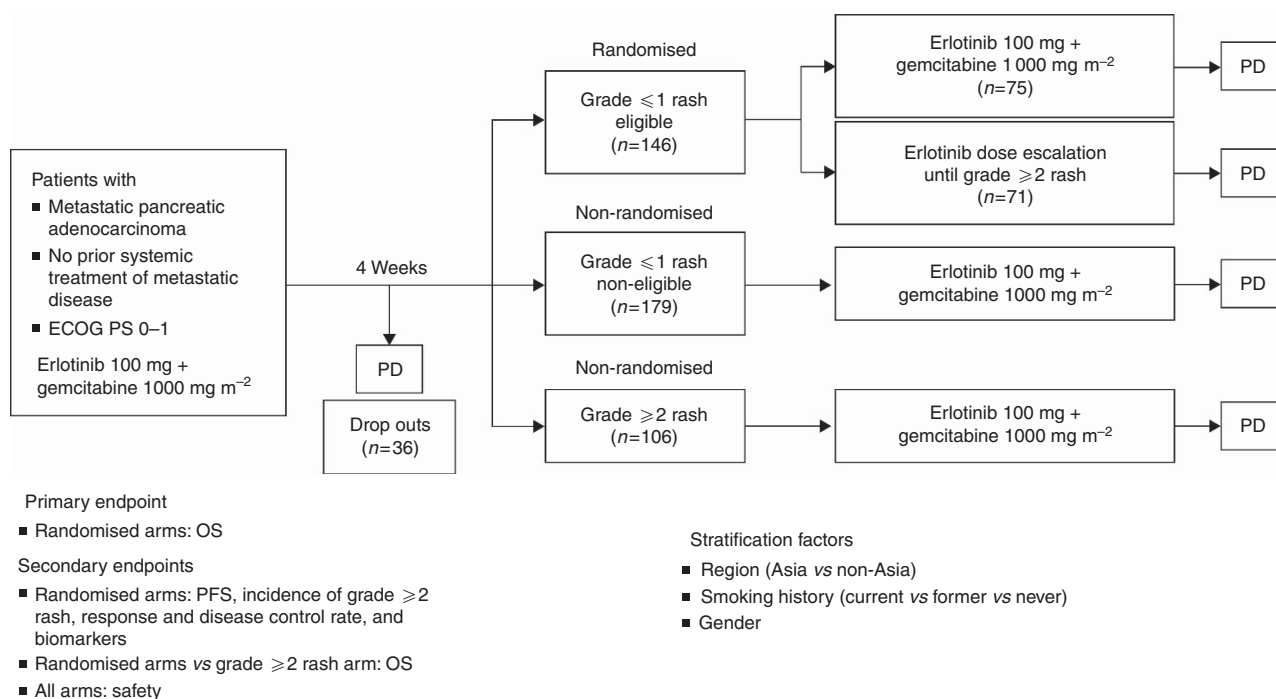 Patients with
■ Metastatic pancreatic
adenocarcinoma
■ No prior systemic
treatment of metastatic
disease
■ ECOG PS 0–1
Erlotinib 100 mg +
gemcitabine 1000 mg m⁻²
4 Weeks
PD
Drop outs
(n=36)
Randomised
Grade ⩽1 rash
eligible
(n=146)
Erlotinib 100 mg +
gemcitabine 1 000 mg m⁻²
(n=75)
PD
Erlotinib dose escalation
until grade ⩾2 rash
(n=71)
PD
Non-randomised
Grade ⩽1 rash
non-eligible
(n=179)
Erlotinib 100 mg +
gemcitabine 1000 mg m⁻²
PD
Non-randomised
Grade ⩾2 rash
(n=106)
Erlotinib 100 mg +
gemcitabine 1000 mg m⁻²
PD
Primary endpoint
■ Randomised arms: OS
Secondary endpoints
■ Randomised arms: PFS, incidence of grade ⩾2
rash, response and disease control rate, and
biomarkers
■ Randomised arms vs grade ⩾2 rash arm: OS
■ All arms: safety
Stratification factors
■ Region (Asia vs non-Asia)
■ Smoking history (current vs former vs never)
■ Gender